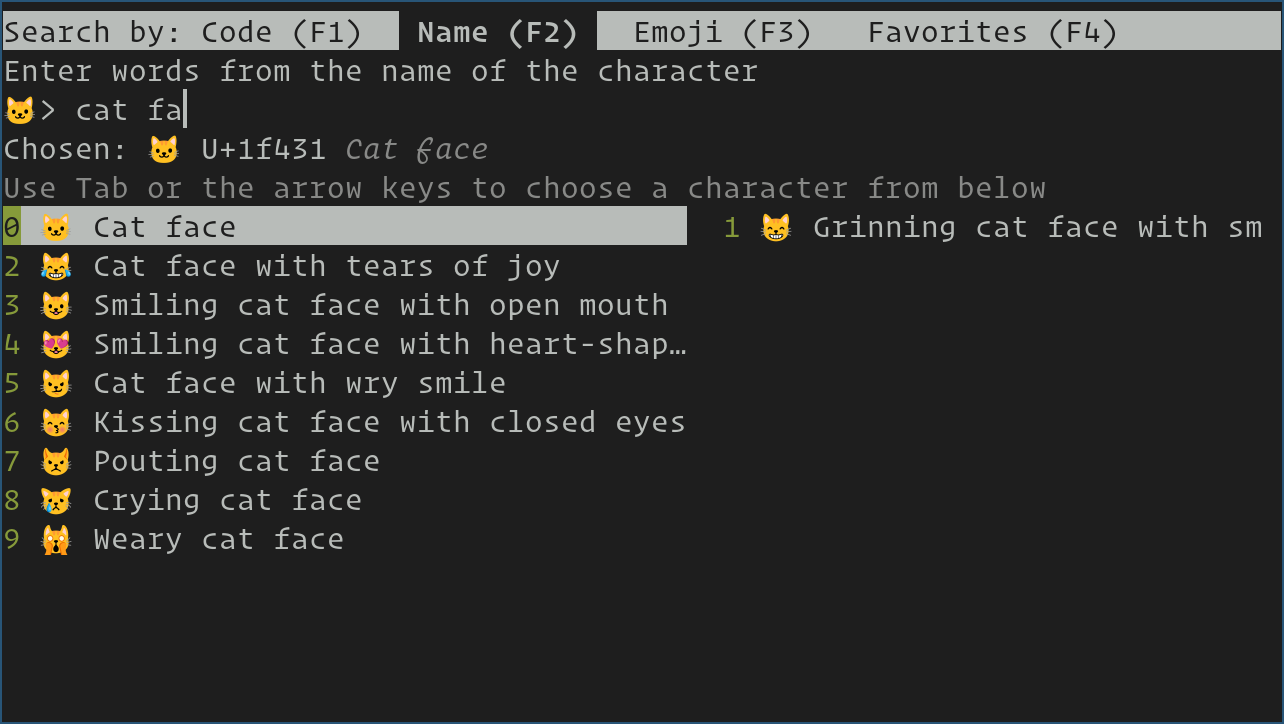 Search by: Code (F1) Name (F2) Emoji (F3) Favorites (F4)
Enter words from the name of the character
🐱> cat fa
Chosen: 🐱 U+1f431 Cat face
Use Tab or the arrow keys to choose a character from below
0 🐱 Cat face 1 😸 Grinning cat face with sm
2 😹 Cat face with tears of joy
3 😺 Smiling cat face with open mouth
4 😻 Smiling cat face with heart-shap…
5 😼 Cat face with wry smile
6 😽 Kissing cat face with closed eyes
7 😾 Pouting cat face
8 😿 Crying cat face
9 🙀 Weary cat face